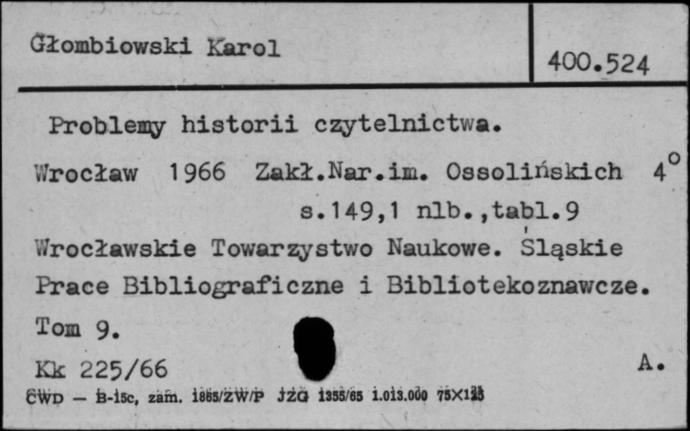 Głombiowski Karol
400.524
Problemy historii czytelnictwa.
Wrocław 1966 Zakł.Nar.im. Ossolińskich 4°
s.149,1 nlb.,tabl.9
Wrocławskie Towarzystwo Naukowe. Śląskie
Prace Bibliograficzne i Bibliotekoznawcze.
Tom 9.
Kk 225/66 A.
CWD — B-15c, zam. 1865/ZW/P JZG 1355/65 1.013.000 75X125